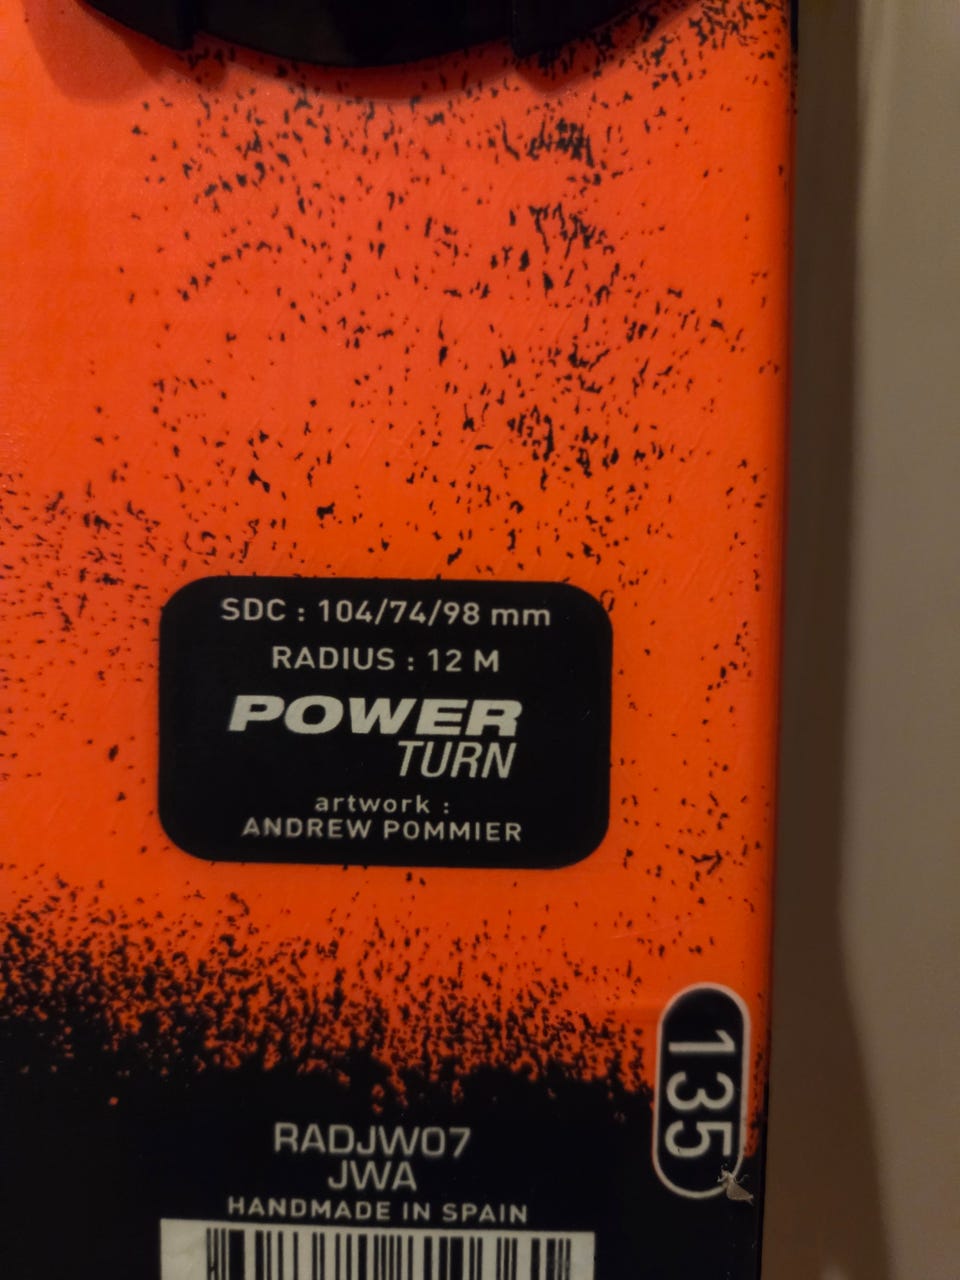 SDC : 104/74/98 mm
RADIUS : 12 M
POWER
TURN
artwork :
ANDREW POMMIER
135
RADJW07
JWA
HANDMADE IN SPAIN